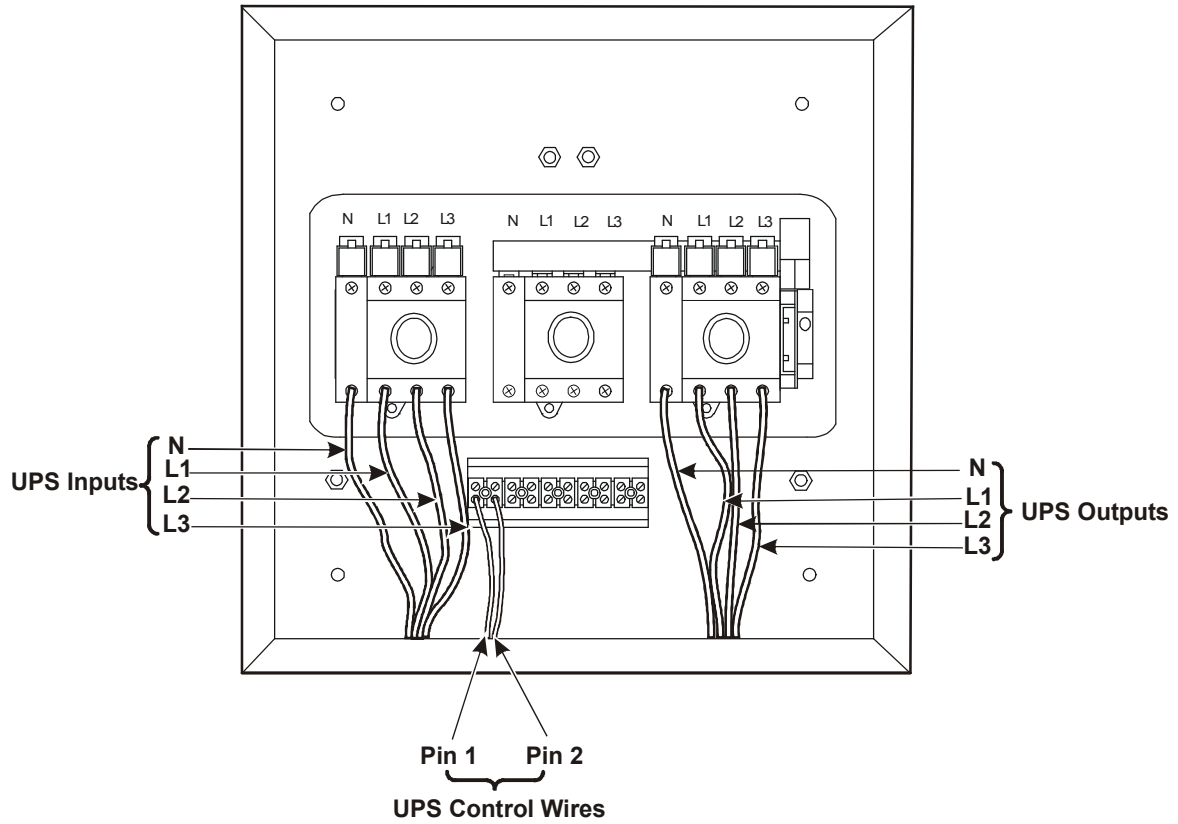 N L1 L2 L3
N L1 L2 L3
N L1 L2 L3
UPS Inputs
N
L1
L2
L3
N
L1
L2
L3
UPS Outputs
Pin 1 Pin 2
UPS Control Wires